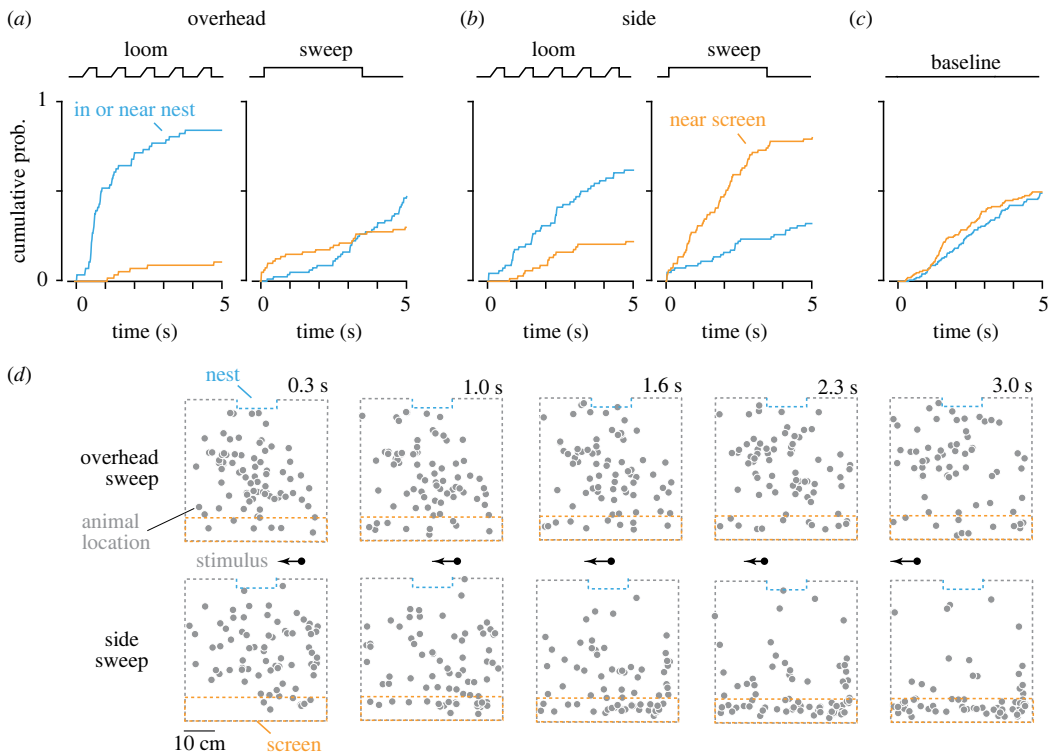 (a) overhead (b) side (c)
loom sweep loom sweep baseline
1
in or near nest
near screen
cumulative prob.
0
0 5 0 5 0 5 0 5 0 5
time (s) time (s) time (s) time (s) time (s)
(d) nest 0.3 s 1.0 s 1.6 s 2.3 s 3.0 s
overhead
sweep
animal
location
stimulus
side
sweep
10 cm
screen